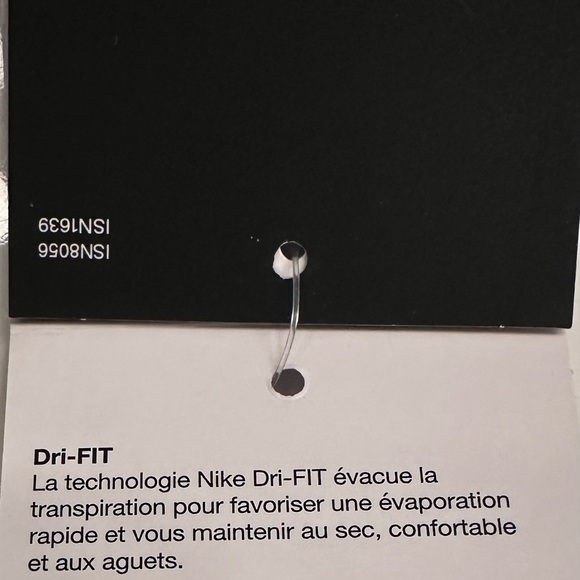 ISN8056
ISN1639
Dri-FIT
La technologie Nike Dri-FIT évacue la
transpiration pour favoriser une évaporation
rapide et vous maintenir au sec, confortable
et aux aguets.